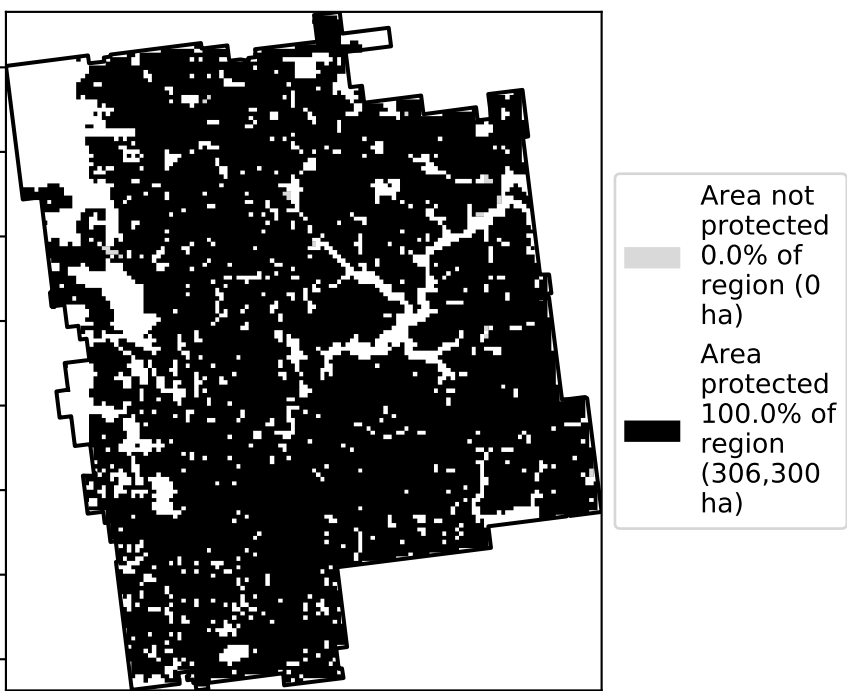 Area not
protected
0.0% of
region (0
ha)
Area
protected
100.0% of
region
(306,300
ha)